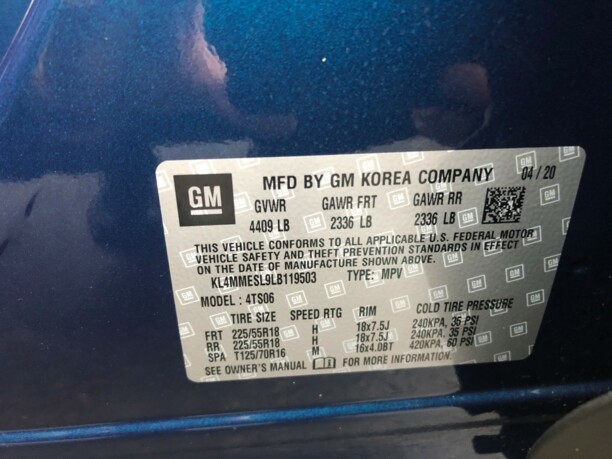 GM
MFD BY GM KOREA COMPANY 04/20
GVWR GAWR FRT GAWR RR
4409 LB 2336 LB 2336 LB
THIS VEHICLE CONFORMS TO ALL APPLICABLE U.S. FEDERAL MOTOR
VEHICLE SAFETY AND THEFT PREVENTION STANDARDS IN EFFECT
ON THE DATE OF MANUFACTURE SHOWN ABOVE.
KL4MMESL9LB119503 TYPE: MPV
MODEL: 4TS06
TIRE SIZE SPEED RTG RIM COLD TIRE PRESSURE
FRT 225/55R18 H 18x7.5J 240KPA, 35 PSI
RR 225/55R18 H 18x7.5J 240KPA, 35 PSI
SPA T125/70R16 M 16x4.0BT 420KPA, 60 PSI
SEE OWNER'S MANUAL FOR MORE INFORMATION.